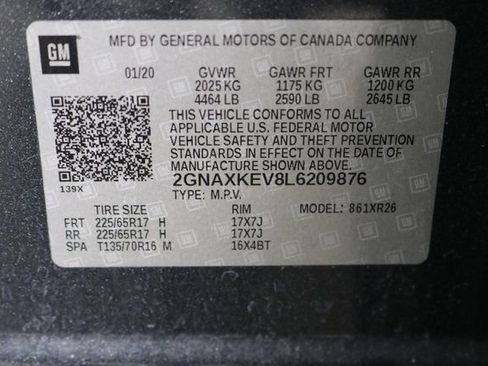 GM
MFD BY GENERAL MOTORS OF CANADA COMPANY
01/20 GVWR GAWR FRT GAWR RR
2025 KG 1175 KG 1200 KG
4464 LB 2590 LB 2645 LB
THIS VEHICLE CONFORMS TO ALL
APPLICABLE U.S. FEDERAL MOTOR
VEHICLE SAFETY AND THEFT PREVENTION
STANDARDS IN EFFECT ON THE DATE OF
MANUFACTURE SHOWN ABOVE.
139X
2GNAXKEV8L6209876
TYPE: M.P.V.
TIRE SIZE RIM MODEL: 861XR26
FRT 225/65R17 H 17X7J
RR 225/65R17 H 17X7J
SPA T135/70R16 M 16X4BT